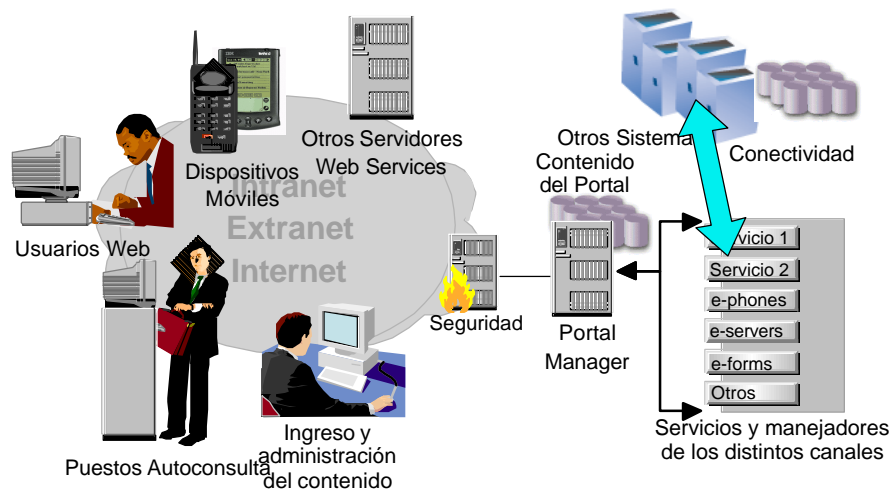 Otros Servidores
Web Services
Dispositivos
Móviles
Intranet
Extranet
Internet
Usuarios Web
Puestos Autoconsulta
Ingreso y
administración
del contenido
Seguridad
Otros Sistema
Contenido
del Portal
Conectividad
Portal
Manager
1
Servicio 2
e-phones
e-servers
e-forms
Otros
Servicios y manejadores
de los distintos canales